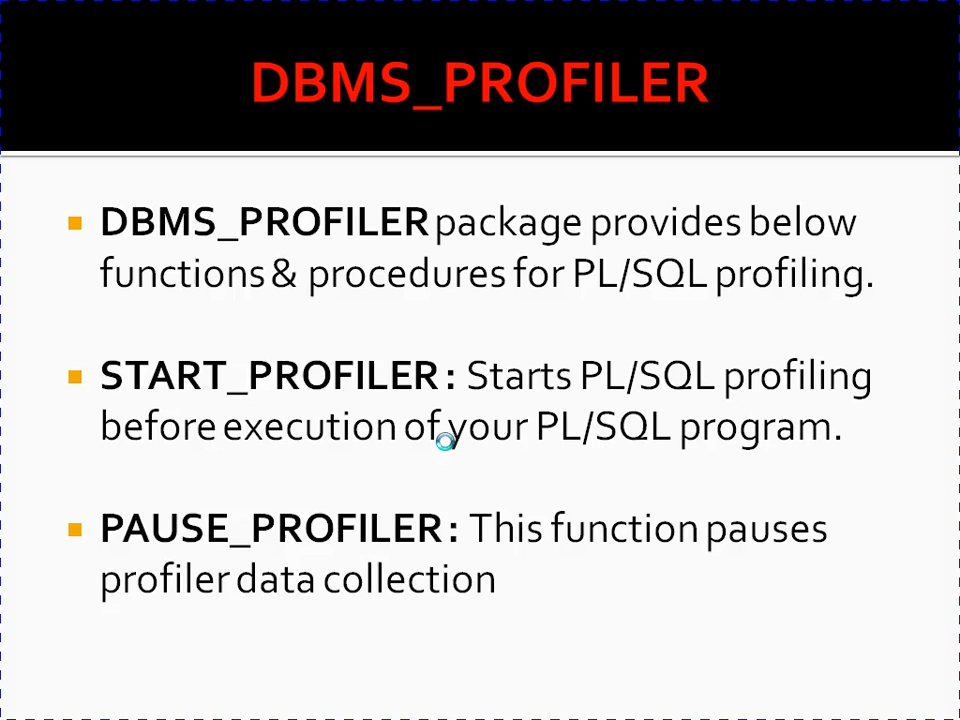 DBMS_PROFILER
DBMS_PROFILER package provides below
functions & procedures for PL/SQL profiling.
START_PROFILER : Starts PL/SQL profiling
before execution of your PL/SQL program.
PAUSE_PROFILER : This function pauses
profiler data collection